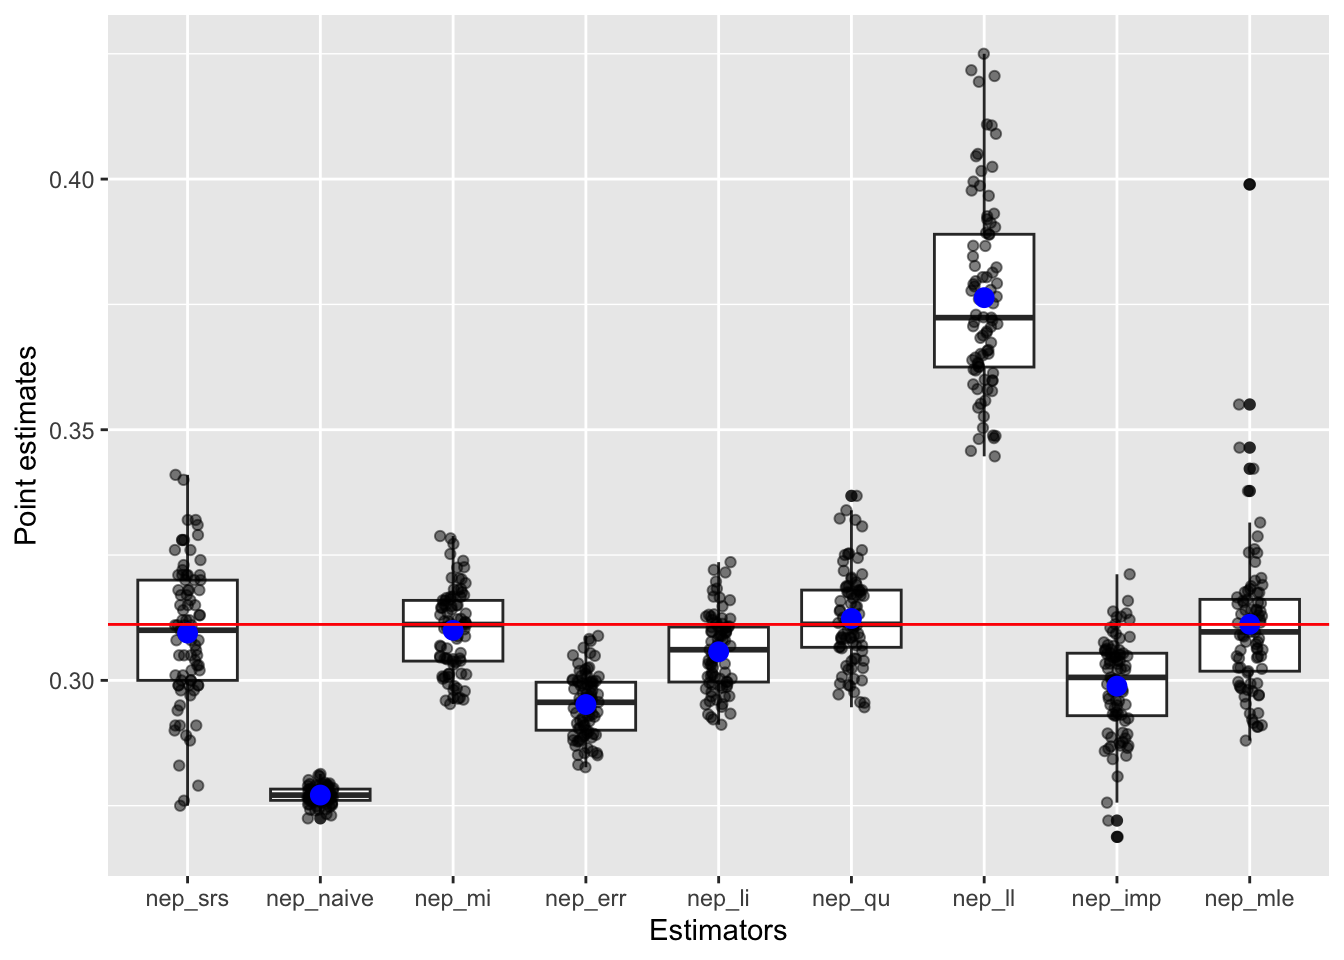 Point estimates
0.40
0.35
0.30
nep_srs nep_naive nep_mi nep_err nep_li nep_qu nep_ll nep_imp nep_mle
Estimators